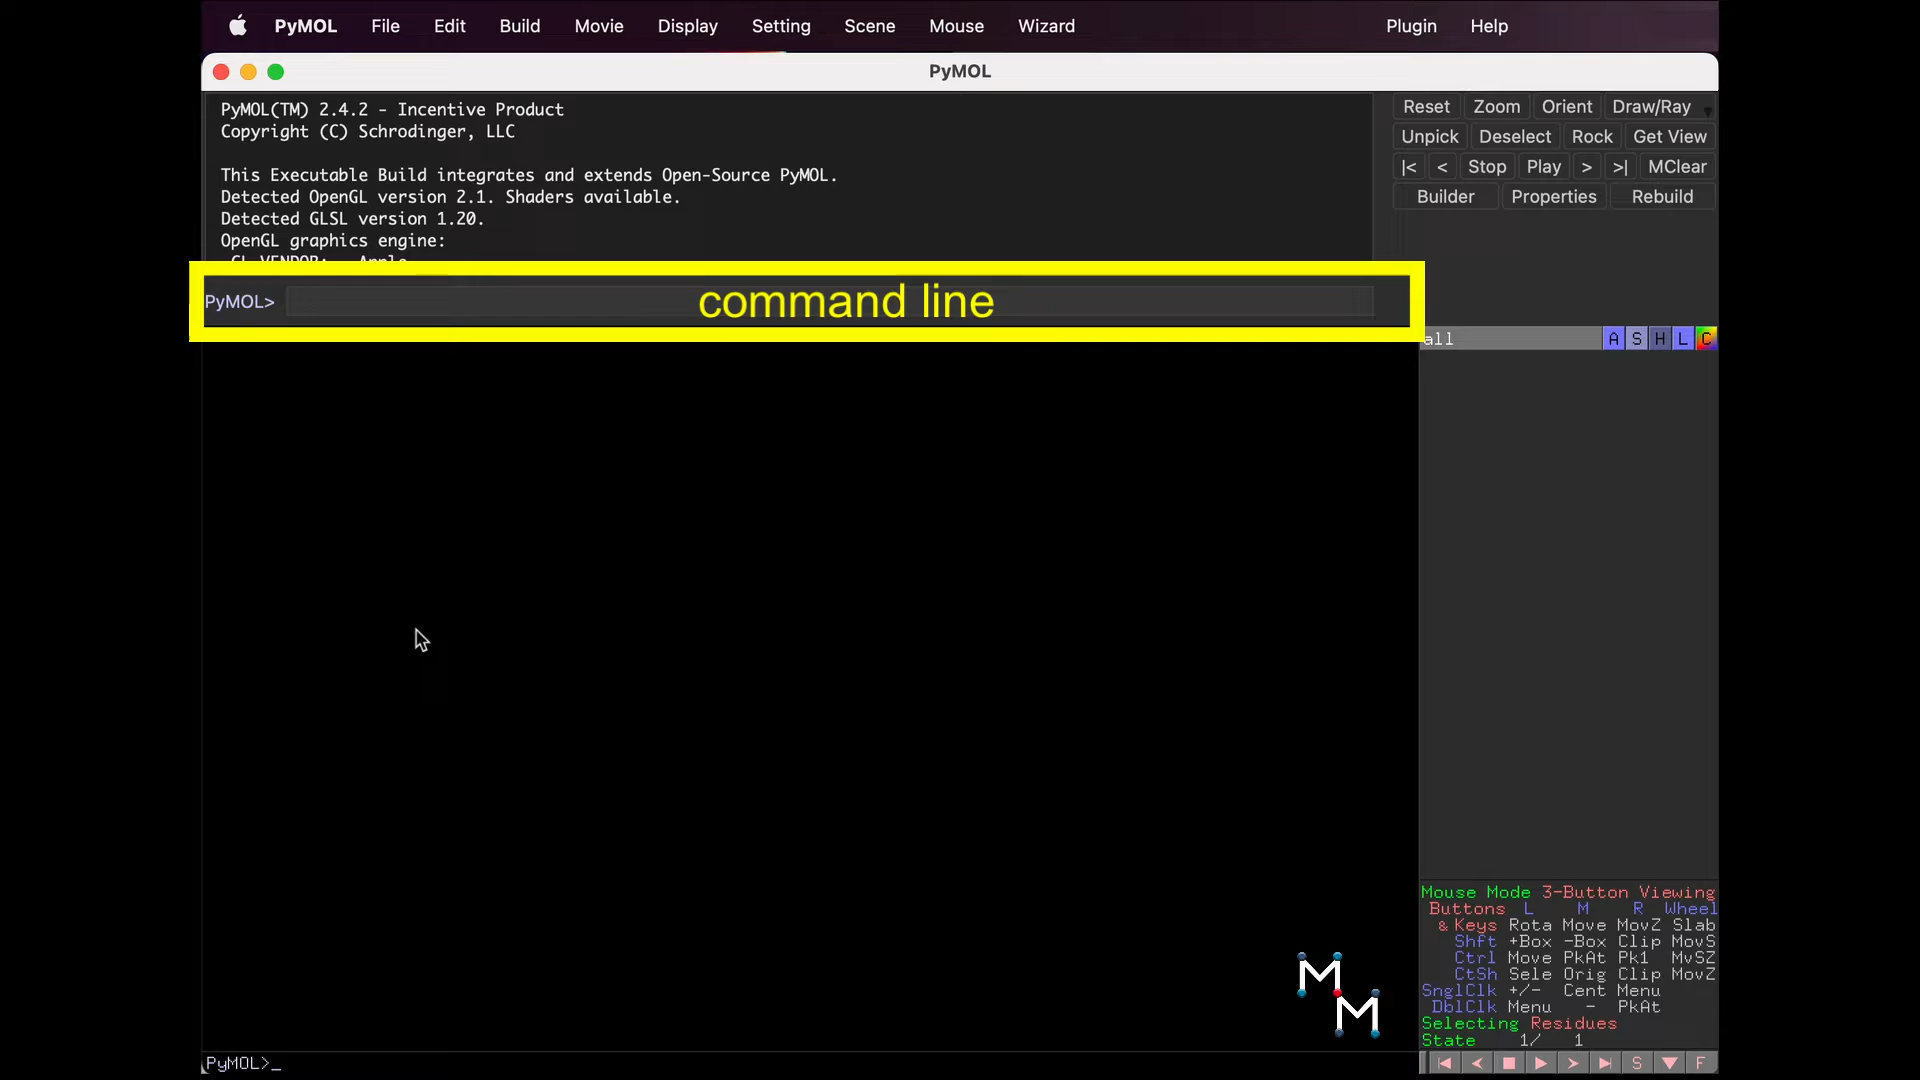 PyMOL File Edit Build Movie Display Setting Scene Mouse Wizard Plugin Help
PyMOL
PyMOL(TM) 2.4.2 - Incentive Product
Copyright (C) Schrodinger, LLC
This Executable Build integrates and extends Open-Source PyMOL.
Detected OpenGL version 2.1. Shaders available.
Detected GLSL version 1.20.
OpenGL graphics engine:
GL_VENDOR: Apple
Reset Zoom Orient Draw/Ray
Unpick Deselect Rock Get View
|< < Stop Play > >| MClear
Builder Properties Rebuild
PyMOL> command line
all A S H L C
Mouse Mode 3-Button Viewing
Buttons L M R Wheel
& Keys Rota Move MovZ Slab
Shft +Box -Box Clip MovS
Ctrl Move PkAt Pk1 MvSZ
CtSh Sele Orig Clip MovZ
SnglClk +/- Cent Menu
DblClk Menu - PkAt
Selecting Residues
State 1/ 1
MM
PyMOL>_
S F